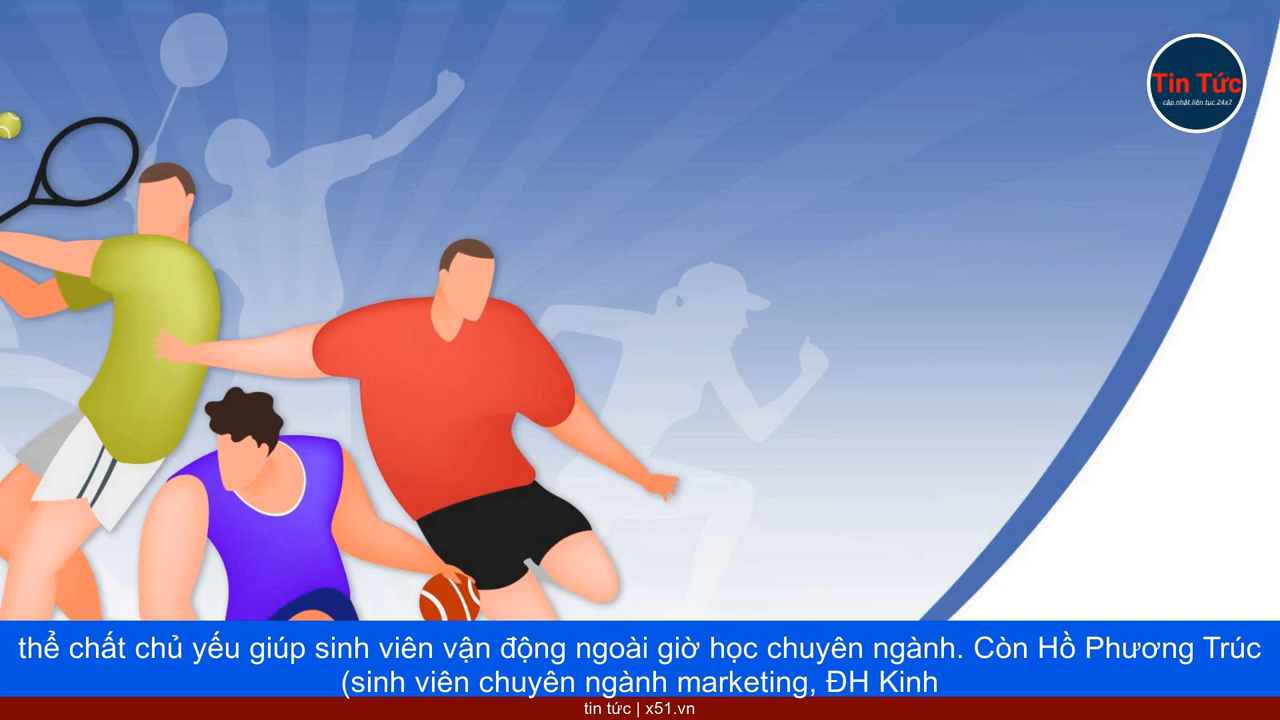 Tin Tức
cập nhật liên tục 24x7
thể chất chủ yếu giúp sinh viên vận động ngoài giờ học chuyên ngành. Còn Hồ Phương Trúc
(sinh viên chuyên ngành marketing, ĐH Kinh
tin tức | x51.vn